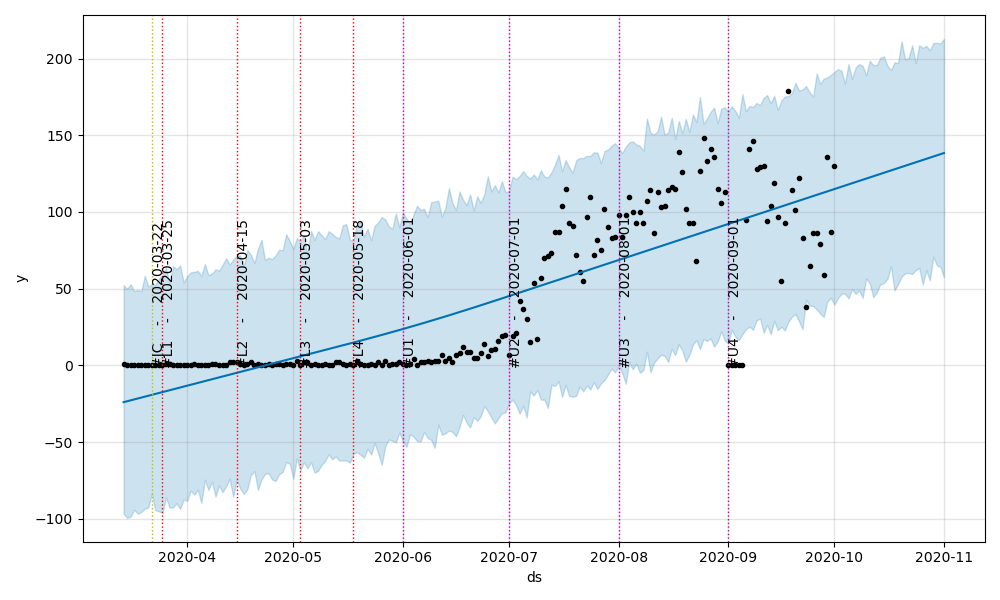 y
200
150
100
50
0
−50
−100
#JC - 2020-03-22
#L1 - 2020-03-25
#L2 - 2020-04-15
#L3 - 2020-05-03
#L4 - 2020-05-18
#U1 - 2020-06-01
#U2 - 2020-07-01
#U3 - 2020-08-01
#U4 - 2020-09-01
2020-04
2020-05
2020-06
2020-07
2020-08
2020-09
2020-10
2020-11
ds